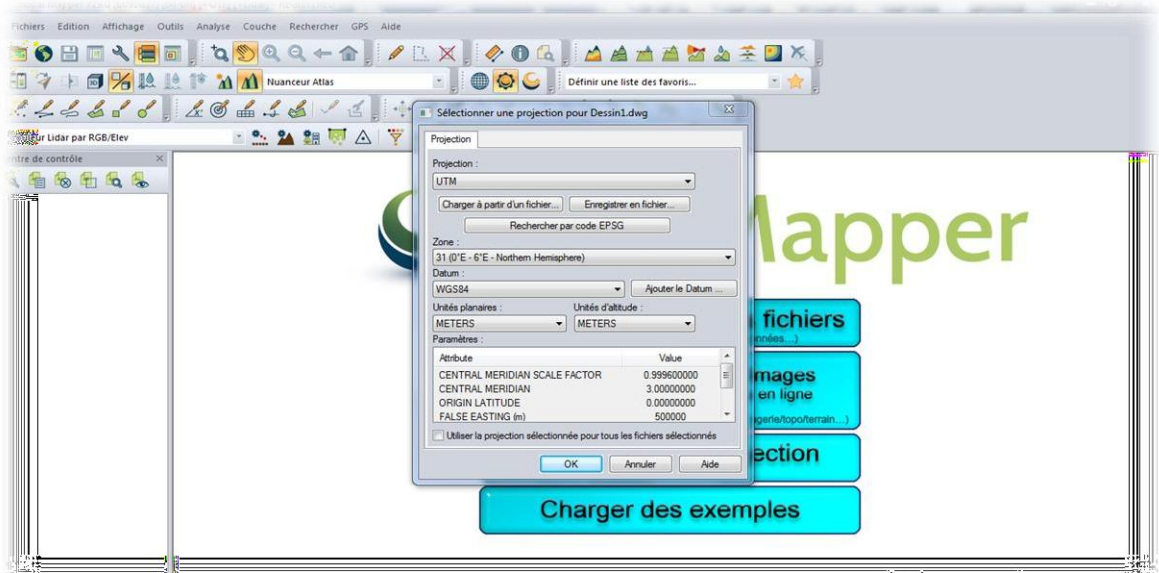 Fichiers Edition Affichage Outils Analyse Couche Rechercher GPS Aide
Nuanceur Atlas
Définir une liste des favoris...
Lidar par RGB/Elev
Sélectionner une projection pour Dessin1.dwg
de contrôle
Projection
Projection :
UTM
Charger à partir d'un fichier... Enregistrer en fichier...
Rechercher par code EPSG
Zone :
31 (0°E - 6°E - Northern Hemisphere)
Datum :
WGS84 Ajouter le Datum ...
Unités planaires : Unités d'altitude :
METERS METERS
Paramètres :
Attribute Value
CENTRAL MERIDIAN SCALE FACTOR 0.999600000
CENTRAL MERIDIAN 3.00000000
ORIGIN LATITUDE 0.00000000
FALSE EASTING (m) 500000
Utiliser la projection sélectionnée pour tous les fichiers sélectionnés
OK Annuler Aide
Mapper
fichiers
nnées...)
mages
en ligne
gerie/topo/terrain...)
ection
Charger des exemples